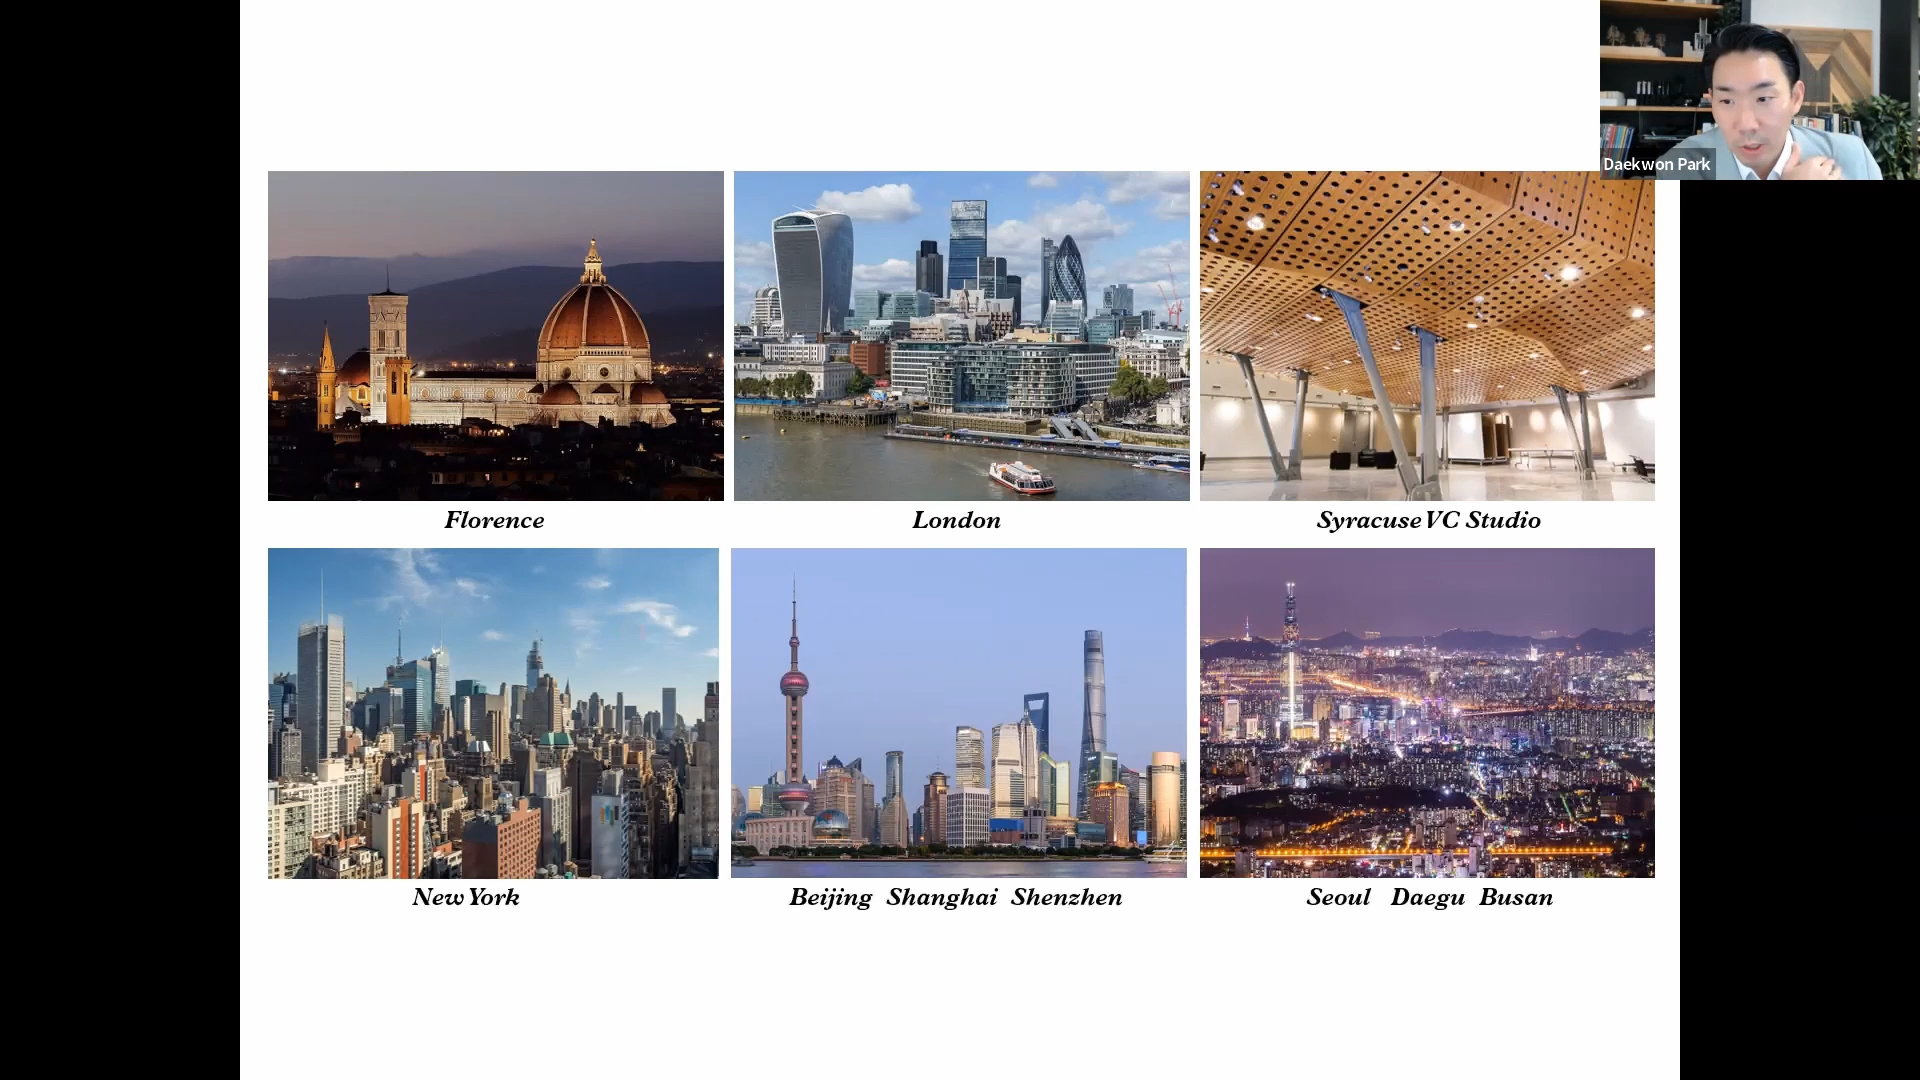 Daekwon Park
Florence
London
Syracuse VC Studio
New York
Beijing Shanghai Shenzhen
Seoul Daegu Busan